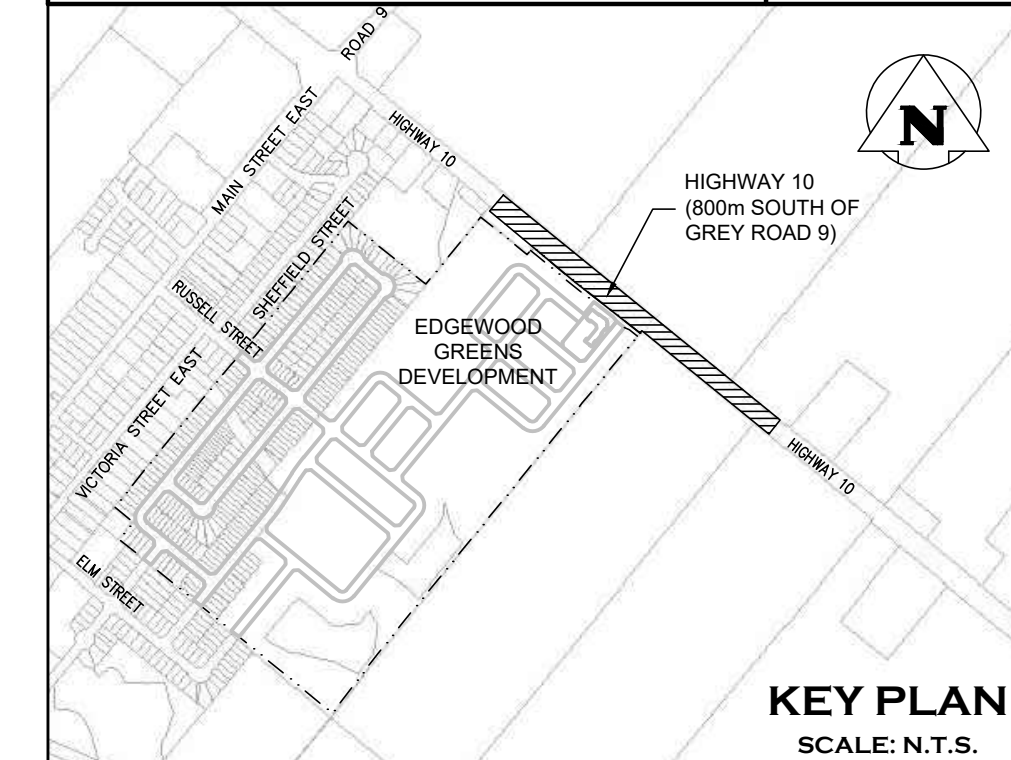 ROAD 9
MAIN STREET EAST
HIGHWAY 10
N
HIGHWAY 10
(800m SOUTH OF
GREY ROAD 9)
SHEFFIELD STREET
RUSSELL STREET
EDGEWOOD
GREENS
DEVELOPMENT
VICTORIA STREET EAST
HIGHWAY 10
ELM STREET
KEY PLAN
SCALE: N.T.S.